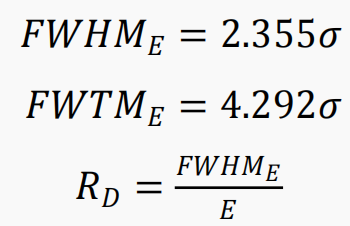 FWHM_E = 2.355σ
FWTM_E = 4.292σ
R_D = FWHM_E / E